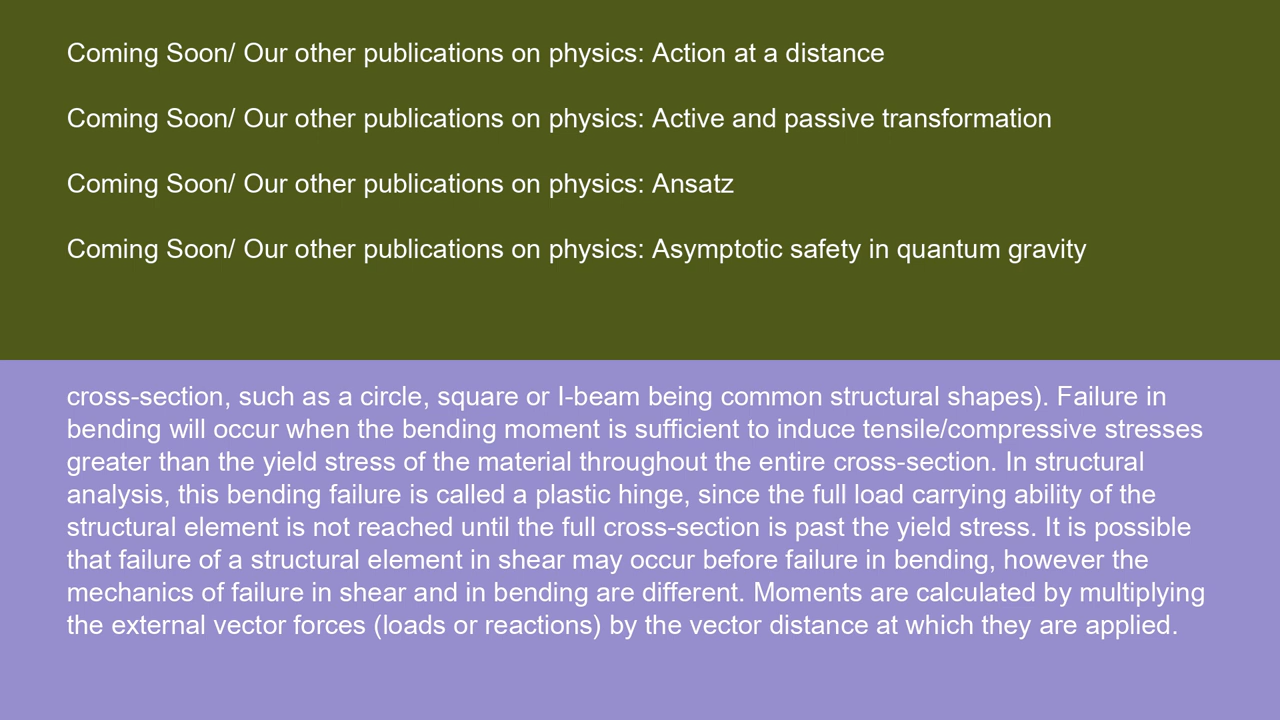 Coming Soon/ Our other publications on physics: Action at a distance
Coming Soon/ Our other publications on physics: Active and passive transformation
Coming Soon/ Our other publications on physics: Ansatz
Coming Soon/ Our other publications on physics: Asymptotic safety in quantum gravity
cross-section, such as a circle, square or I-beam being common structural shapes). Failure in
bending will occur when the bending moment is sufficient to induce tensile/compressive stresses
greater than the yield stress of the material throughout the entire cross-section. In structural
analysis, this bending failure is called a plastic hinge, since the full load carrying ability of the
structural element is not reached until the full cross-section is past the yield stress. It is possible
that failure of a structural element in shear may occur before failure in bending, however the
mechanics of failure in shear and in bending are different. Moments are calculated by multiplying
the external vector forces (loads or reactions) by the vector distance at which they are applied.